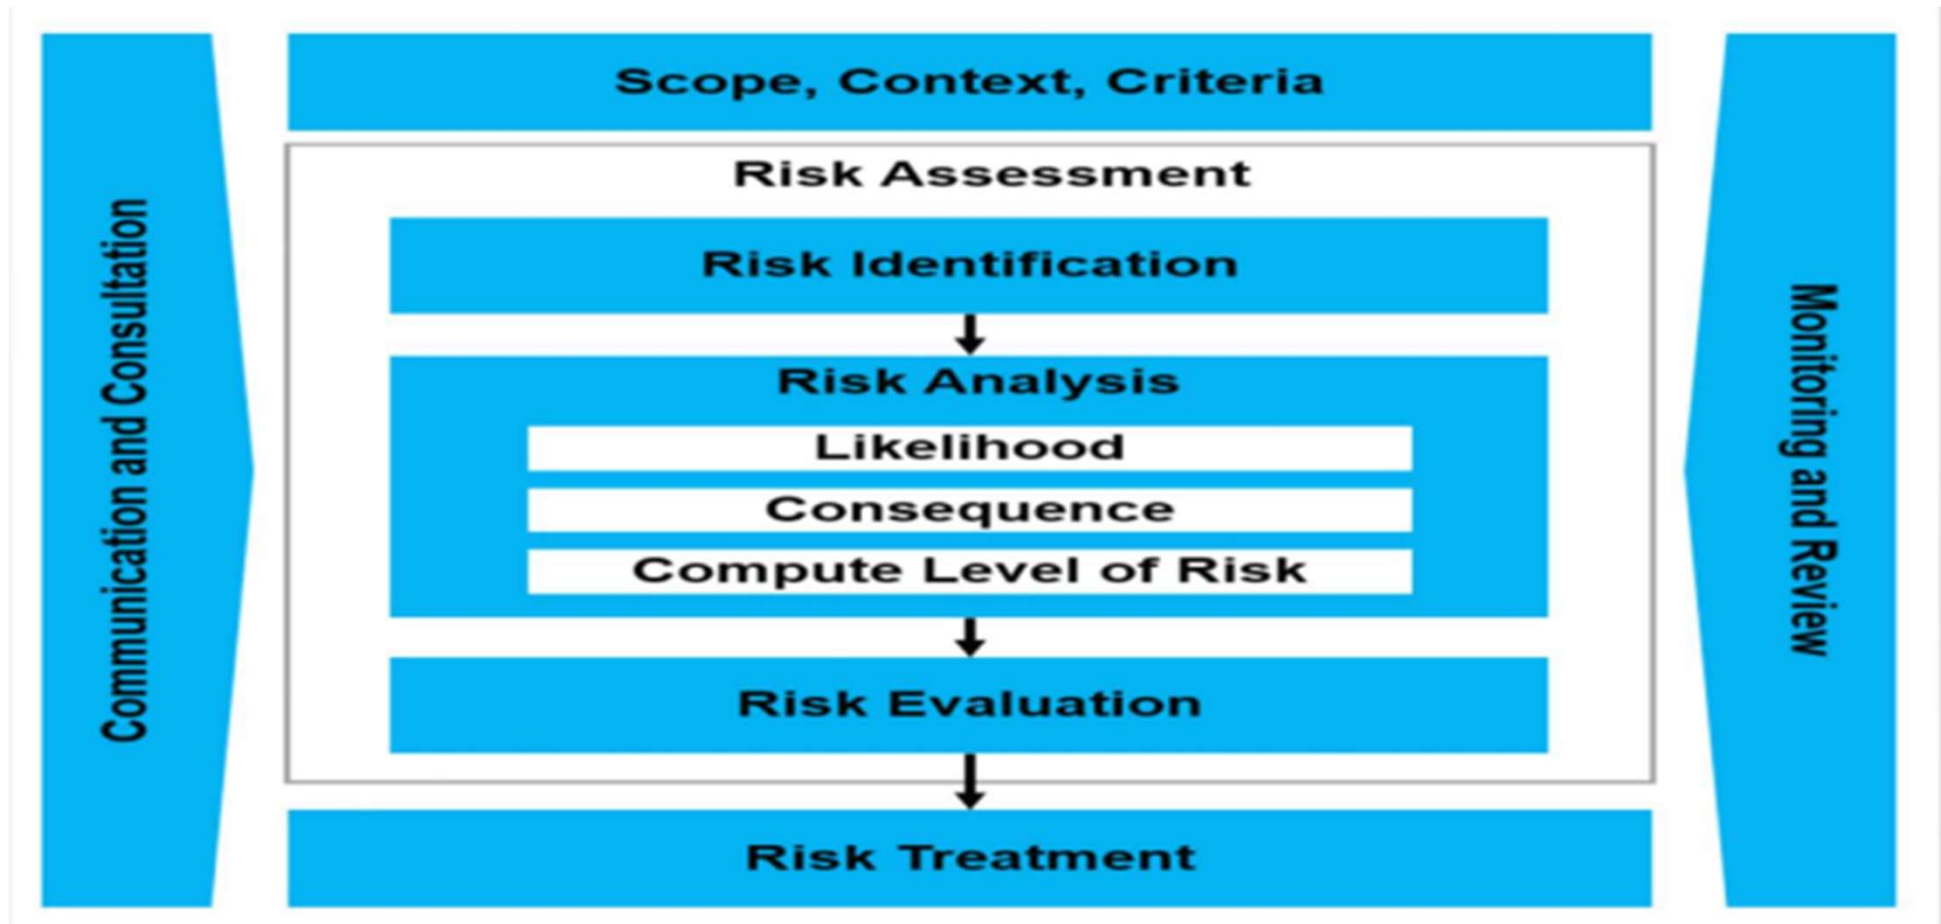 Scope, Context, Criteria
Risk Assessment
Risk Identification
Risk Analysis
Likelihood
Consequence
Compute Level of Risk
Risk Evaluation
Risk Treatment
Communication and Consultation
Monitoring and Review